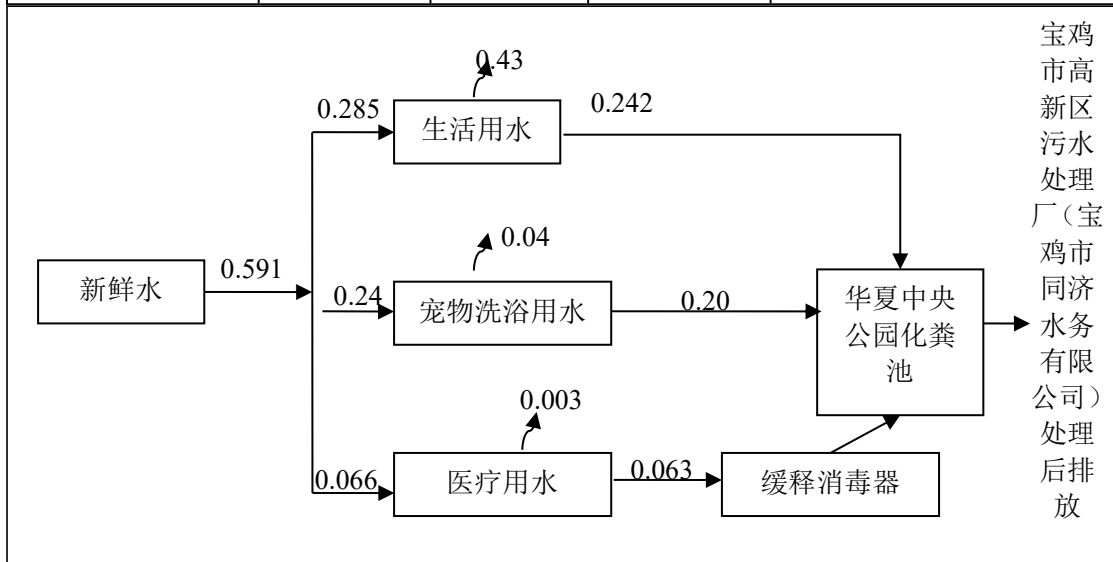 0.43
0.285
0.242
生活用水
0.04
新鲜水
0.591
0.24
宠物洗浴用水
0.20
华夏中央
公园化粪
池
0.003
0.066
医疗用水
0.063
缓释消毒器
宝鸡
市高
新区
污水
处理
厂（宝
鸡市
同济
水务
有限
公司）
处理
后排
放